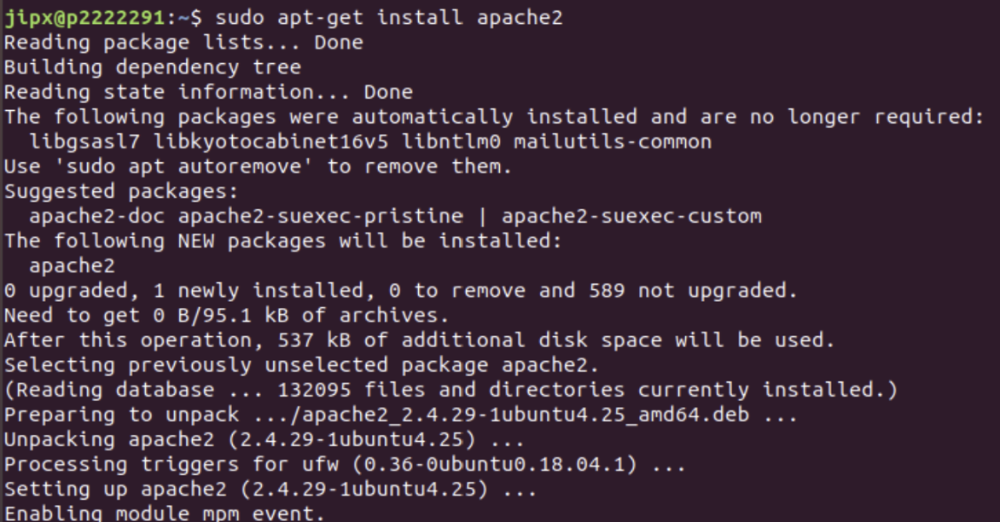 jipx@p2222291:~$ sudo apt-get install apache2
Reading package lists... Done
Building dependency tree
Reading state information... Done
The following packages were automatically installed and are no longer required:
  libgsasl7 libkyotocabinet16v5 libntlm0 mailutils-common
Use 'sudo apt autoremove' to remove them.
Suggested packages:
  apache2-doc apache2-suexec-pristine | apache2-suexec-custom
The following NEW packages will be installed:
  apache2
0 upgraded, 1 newly installed, 0 to remove and 589 not upgraded.
Need to get 0 B/95.1 kB of archives.
After this operation, 537 kB of additional disk space will be used.
Selecting previously unselected package apache2.
(Reading database ... 132095 files and directories currently installed.)
Preparing to unpack .../apache2_2.4.29-1ubuntu4.25_amd64.deb ...
Unpacking apache2 (2.4.29-1ubuntu4.25) ...
Processing triggers for ufw (0.36-0ubuntu0.18.04.1) ...
Setting up apache2 (2.4.29-1ubuntu4.25) ...
Enabling module mpm_event.